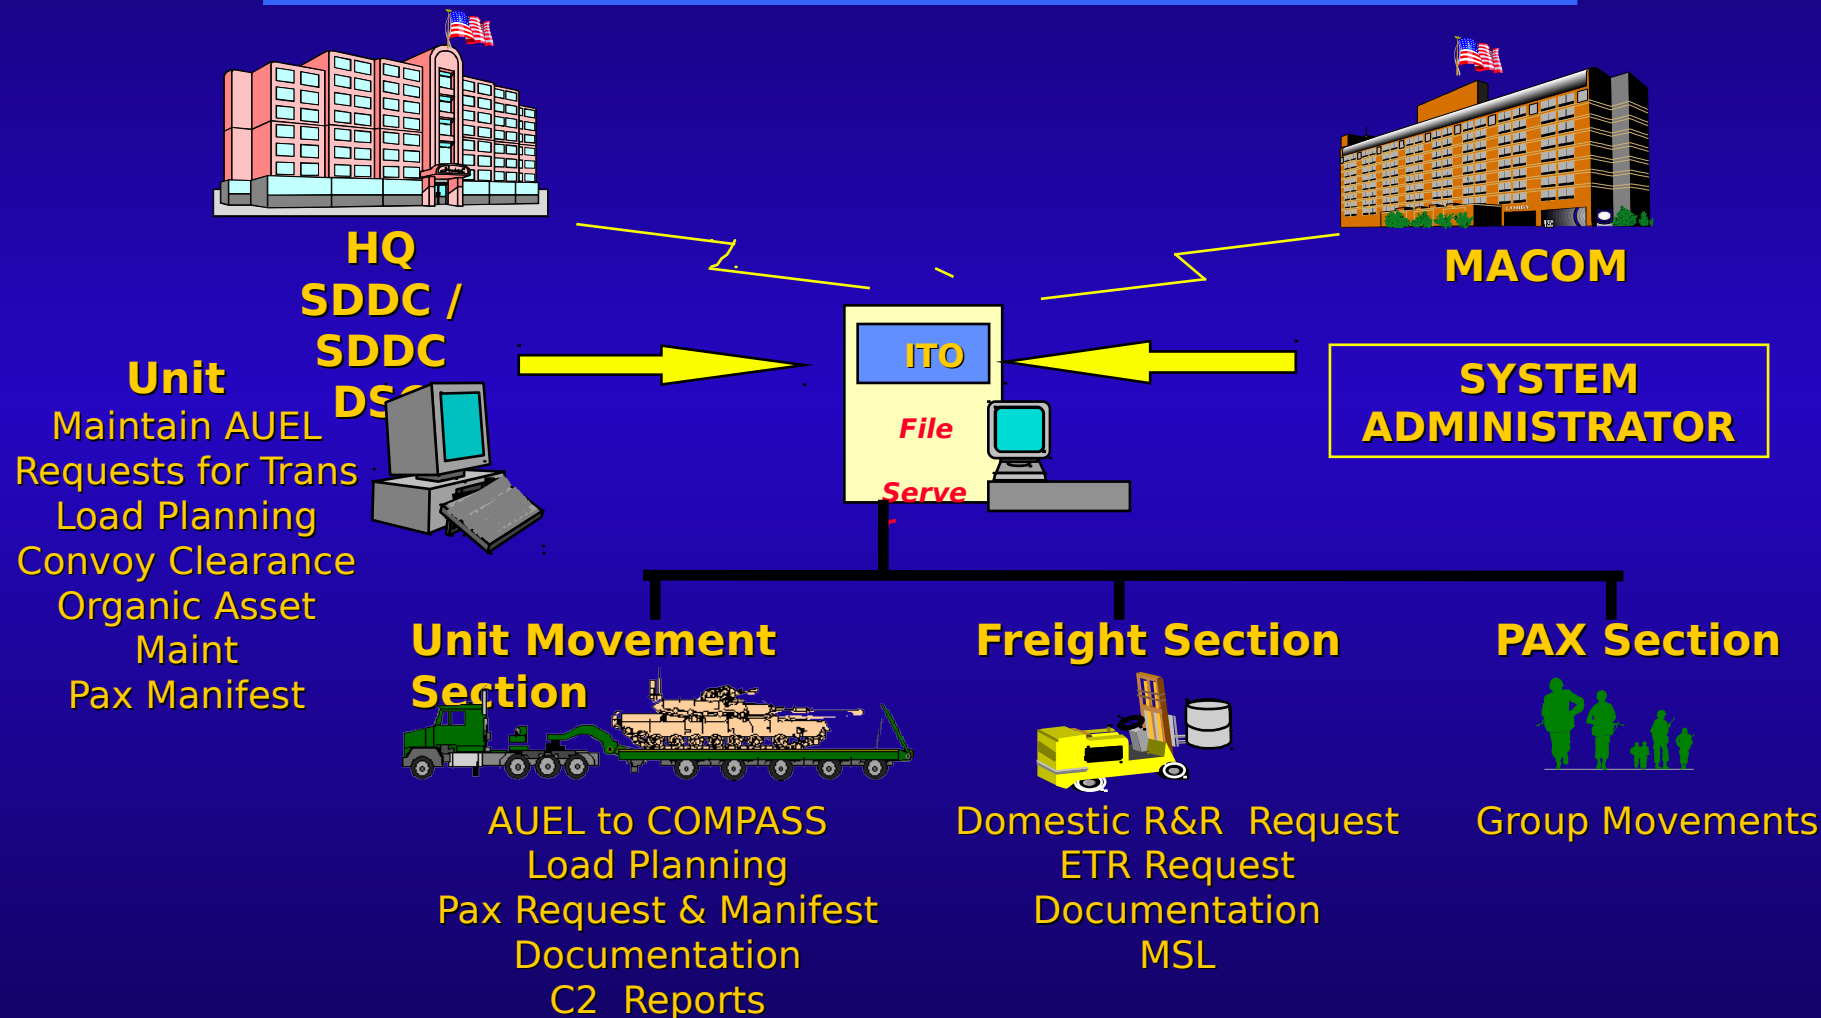 HQ
SDDC /
SDDC
MACOM
ITO
File
Serve
r
SYSTEM
ADMINISTRATOR
Unit
Maintain AUEL
Requests for Trans
Load Planning
Convoy Clearance
Organic Asset
Maint
Pax Manifest
Unit Movement
Section
AUEL to COMPASS
Load Planning
Pax Request & Manifest
Documentation
C2 Reports
Freight Section
Domestic R&R Request
ETR Request
Documentation
MSL
PAX Section
Group Movements